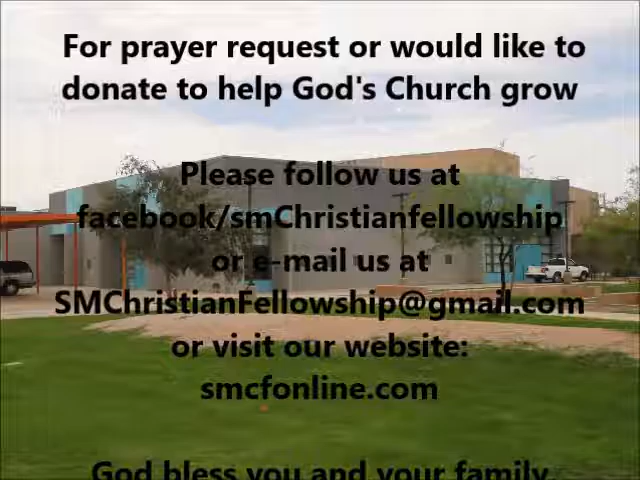 For prayer request or would like to
donate to help God's Church grow
Please follow us at
facebook/smChristianfellowship
or e-mail us at
SMChristianFellowship@gmail.com
or visit our website:
smcfonline.com
God bless you and your family.